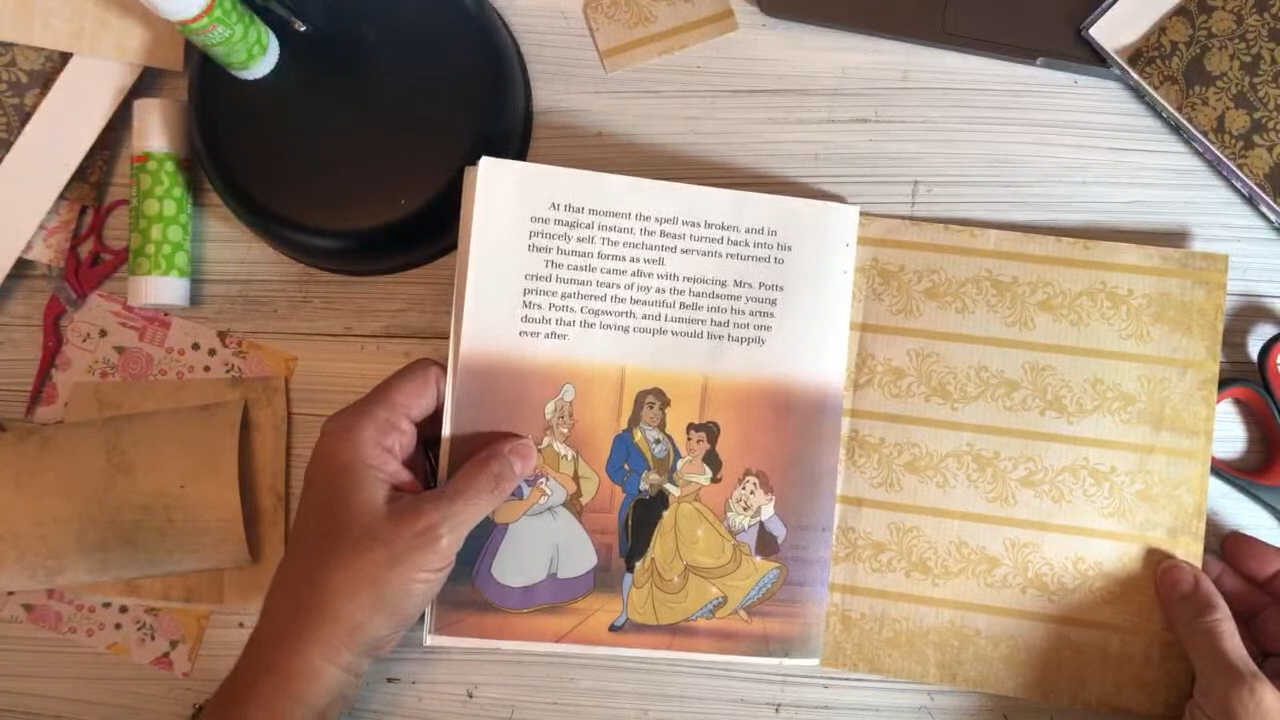 At that moment the spell was broken, and in
one magical instant, the Beast turned back into his
princely self. The enchanted servants returned to
their human forms as well.
The castle came alive with rejoicing. Mrs. Potts
cried human tears of joy as the handsome young
prince gathered the beautiful Belle into his arms.
Mrs. Potts, Cogsworth, and Lumiere had not one
doubt that the loving couple would live happily
ever after.